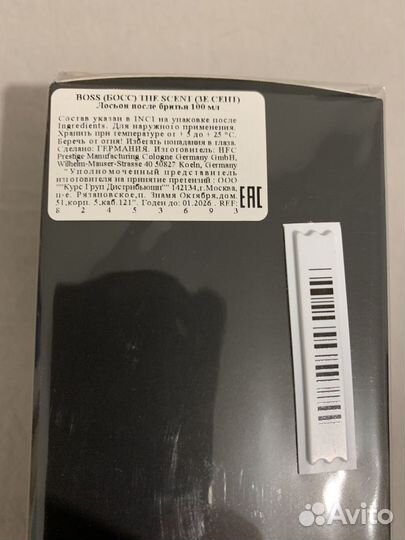 BOSS (БОСС) THE SCENT (ЗЕ СЕНТ)
Лосьон после бритья 100 мл
Состав указан в INCI на упаковке после
Ingredients. Для наружного применения.
Хранить при температуре от + 5 до + 25 °C.
Беречь от огня! Избегать попадания в глаза.
Сделано: ГЕРМАНИЯ. Изготовитель: HFC
Prestige Manufacturing Cologne Germany GmbH,
Wilhelm-Mauser-Strasse 40 50827 Koeln, Germany
"Уполномоченный представитель
изготовителя на принятие претензий : ООО
""Курс Груп Дистрибьюшн"" 142134,г.Москва,
п-е. Рязановское,п. Знамя Октября,дом.
51,корп. 5,каб.121". Годен до: 01.2026 . REF:
8 2 4 5 3 6 9 3
EAC
Avito